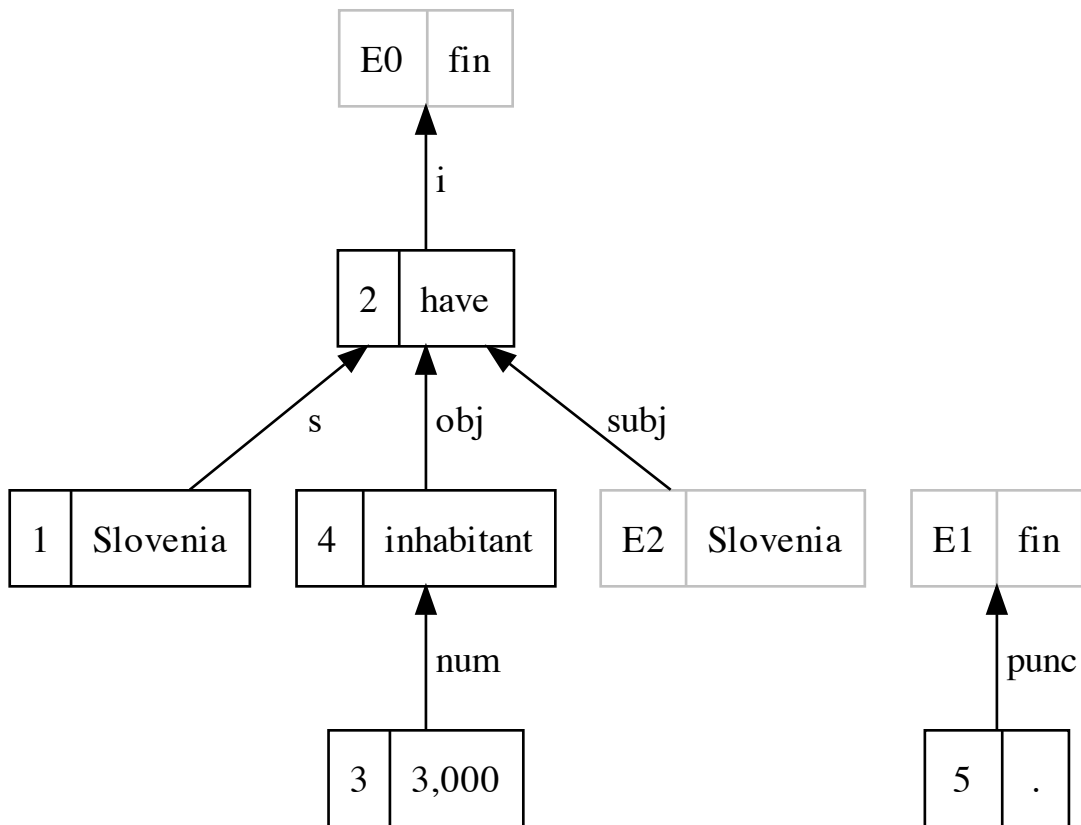 E0 fin
i
2 have
s obj subj
1 Slovenia 4 inhabitant E2 Slovenia E1 fin
num punc
3 3,000 5 .